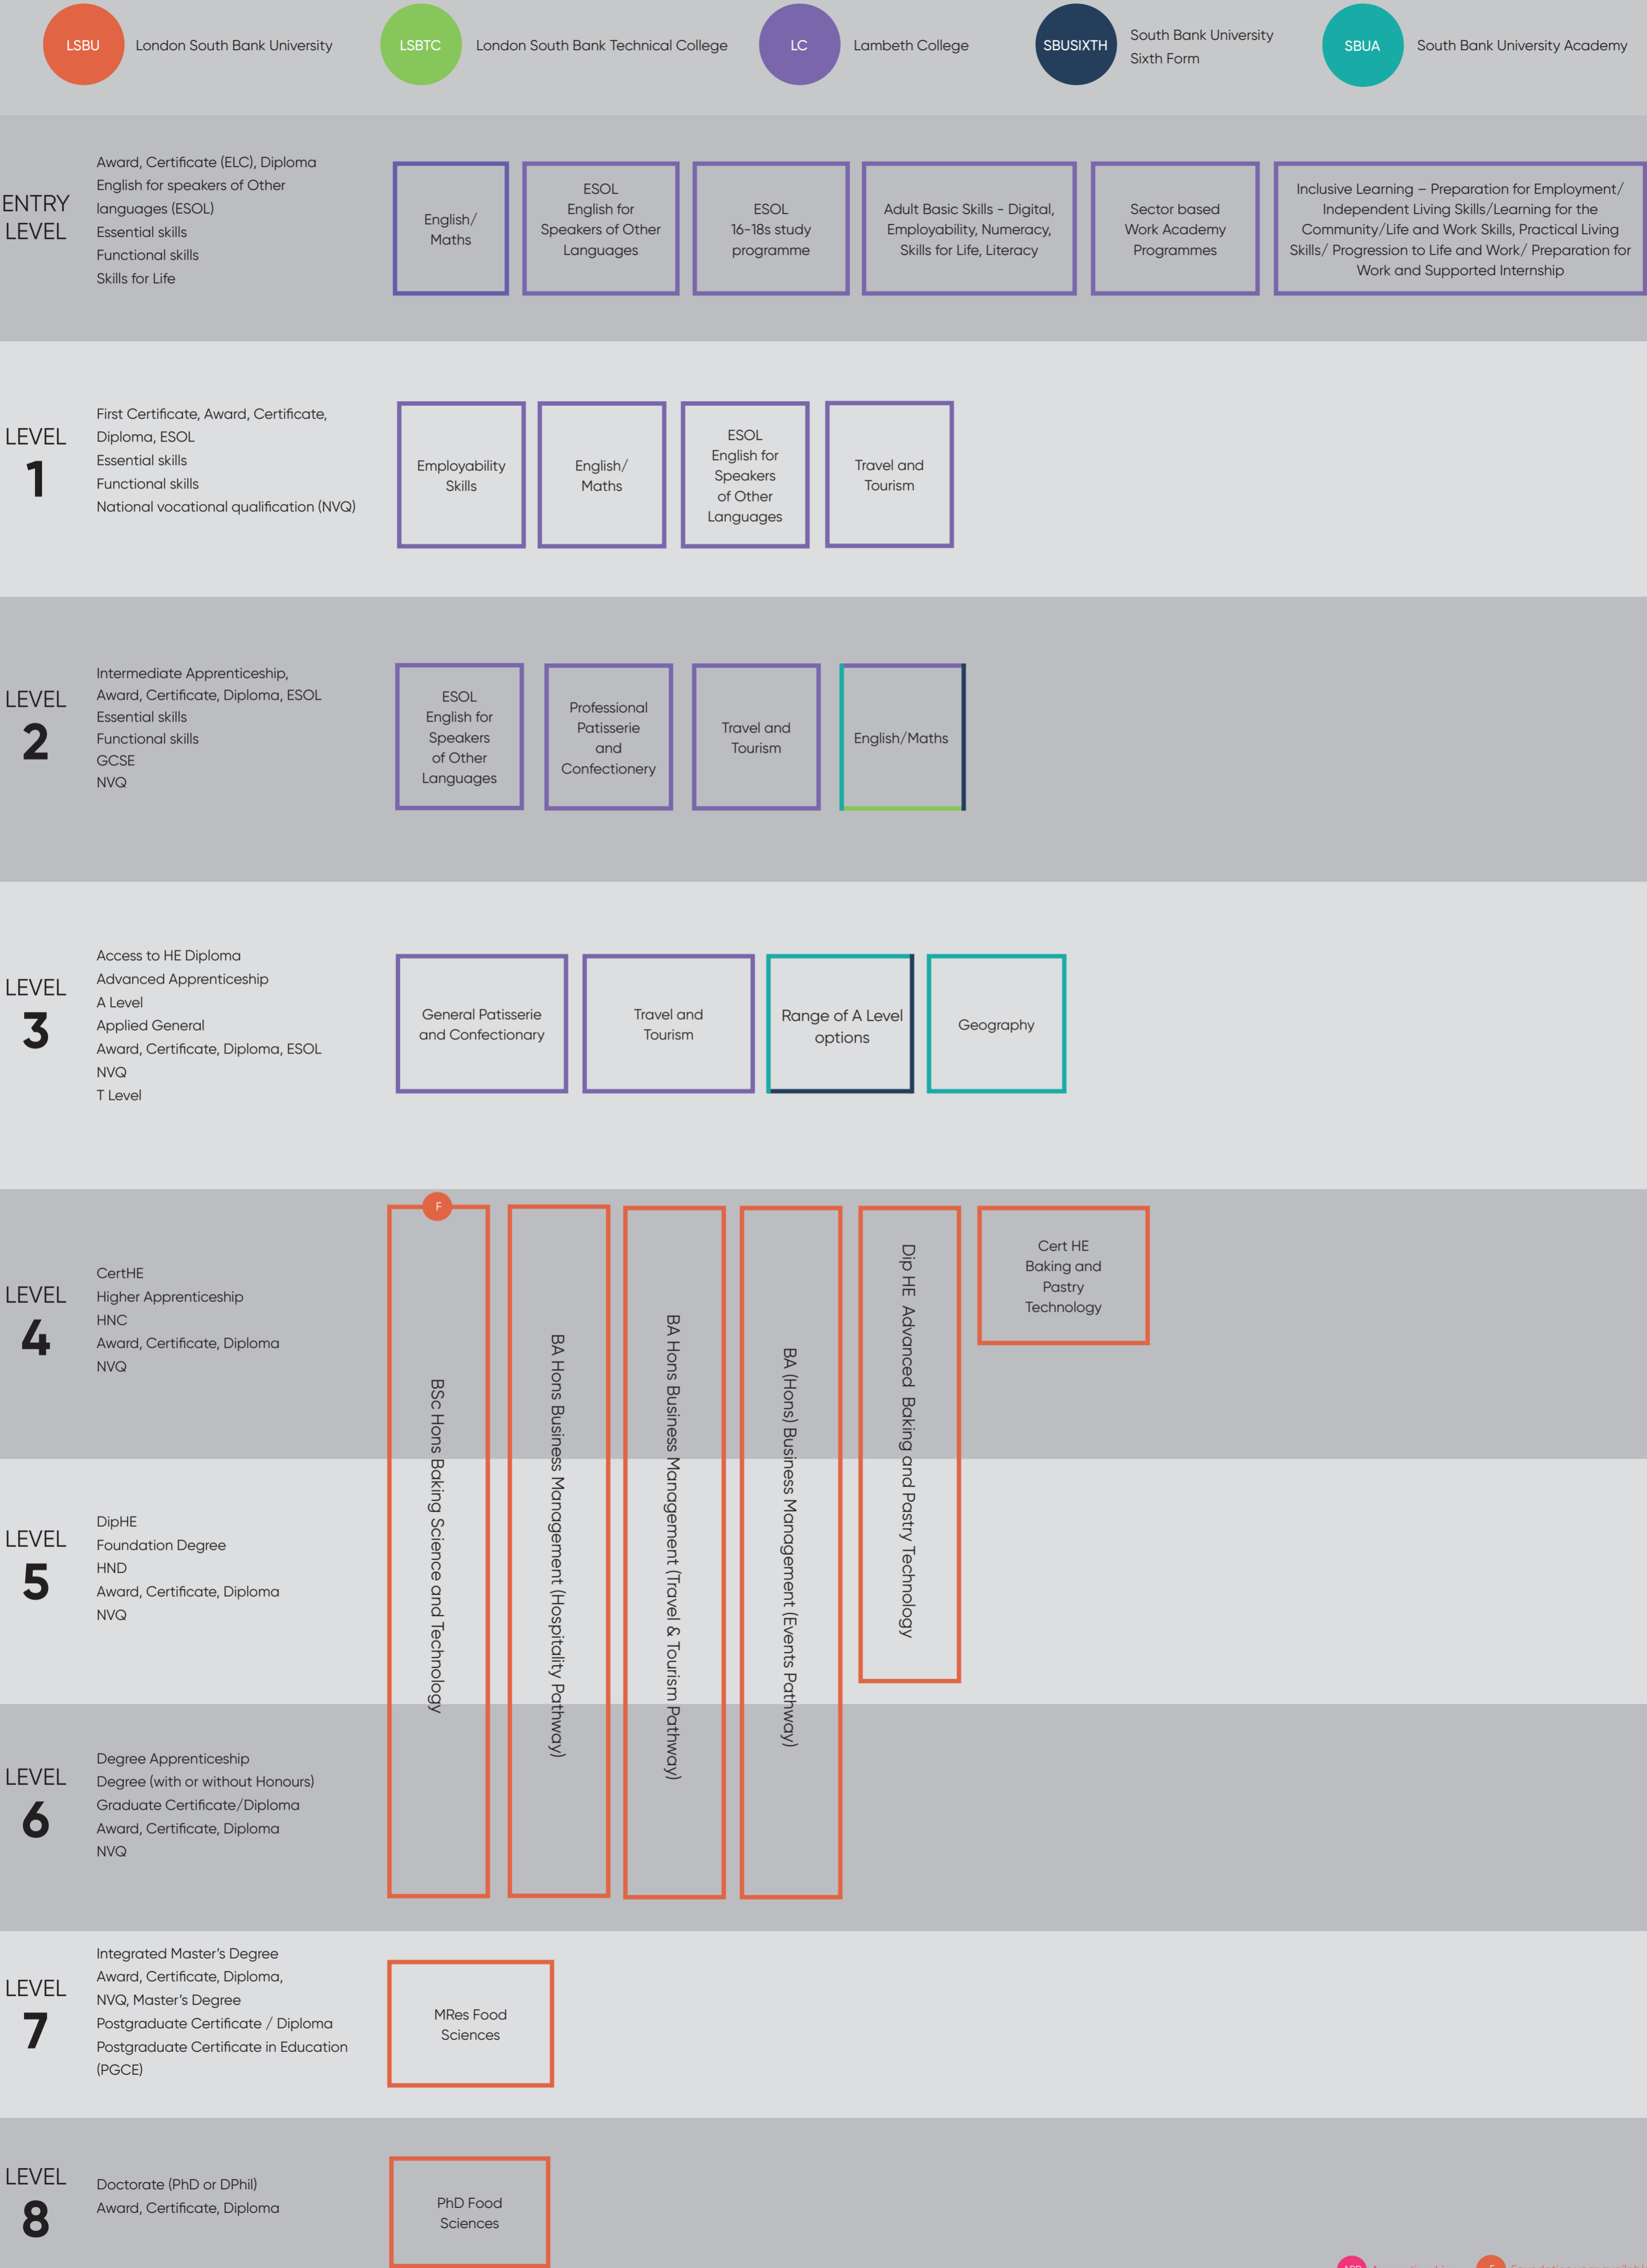 LSBU
London South Bank University
LSBTC
London South Bank Technical College
LC
Lambeth College
SBUSIXTH
South Bank University
Sixth Form
SBUA
South Bank University Academy
ENTRY
LEVEL
Award, Certificate (ELC), Diploma
English for speakers of Other
languages (ESOL)
Essential skills
Functional skills
Skills for Life
English/
Maths
ESOL
English for
Speakers of Other
Languages
ESOL
16-18s study
programme
Adult Basic Skills - Digital,
Employability, Numeracy,
Skills for Life, Literacy
Sector based
Work Academy
Programmes
Inclusive Learning – Preparation for Employment/
Independent Living Skills/Learning for the
Community/Life and Work Skills, Practical Living
Skills/ Progression to Life and Work/ Preparation for
Work and Supported Internship
LEVEL
1
First Certificate, Award, Certificate,
Diploma, ESOL
Essential skills
Functional skills
National vocational qualification (NVQ)
Employability
Skills
English/
Maths
ESOL
English for
Speakers
of Other
Languages
Travel and
Tourism
LEVEL
2
Intermediate Apprenticeship,
Award, Certificate, Diploma, ESOL
Essential skills
Functional skills
GCSE
NVQ
ESOL
English for
Speakers
of Other
Languages
Professional
Patisserie
and
Confectionery
Travel and
Tourism
English/Maths
LEVEL
3
Access to HE Diploma
Advanced Apprenticeship
A Level
Applied General
Award, Certificate, Diploma, ESOL
NVQ
T Level
General Patisserie
and Confectionary
Travel and
Tourism
Range of A Level
options
Geography
LEVEL
4
CertHE
Higher Apprenticeship
HNC
Award, Certificate, Diploma
NVQ
F
BSc Hons Baking Science and Technology
BA Hons Business Management (Hospitality Pathway)
BA Hons Business Management (Travel & Tourism Pathway)
BA (Hons) Business Management (Events Pathway)
Dip HE Advanced Baking and Pastry Technology
Cert HE
Baking and
Pastry
Technology
LEVEL
5
DipHE
Foundation Degree
HND
Award, Certificate, Diploma
NVQ
LEVEL
6
Degree Apprenticeship
Degree (with or without Honours)
Graduate Certificate/Diploma
Award, Certificate, Diploma
NVQ
LEVEL
7
Integrated Master’s Degree
Award, Certificate, Diploma,
NVQ, Master’s Degree
Postgraduate Certificate / Diploma
Postgraduate Certificate in Education
(PGCE)
MRes Food
Sciences
LEVEL
8
Doctorate (PhD or DPhil)
Award, Certificate, Diploma
PhD Food
Sciences